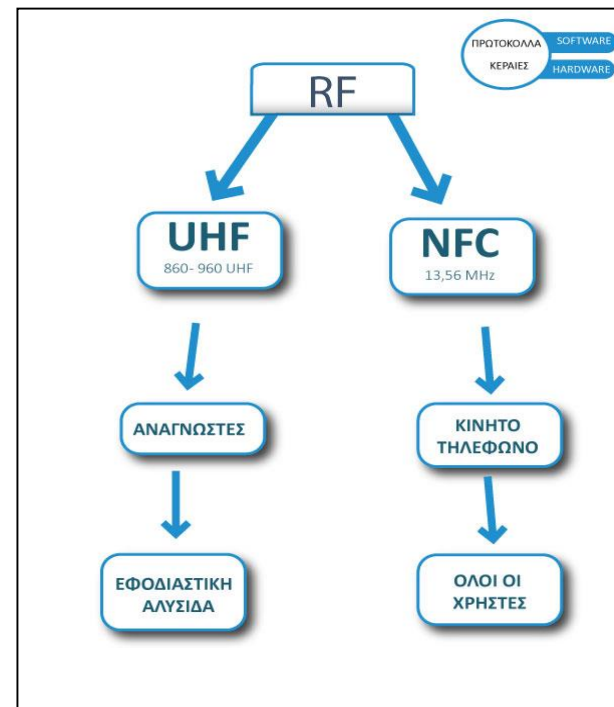 ΠΡΩΤΟΚΟΛΛΑ
SOFTWARE
ΚΕΡΑΙΕΣ
HARDWARE
RF
UHF
860- 960 UHF
NFC
13,56 MHz
ΑΝΑΓΝΩΣΤΕΣ
ΚΙΝΗΤΟ
ΤΗΛΕΦΩΝΟ
ΕΦΟΔΙΑΣΤΙΚΗ
ΑΛΥΣΙΔΑ
ΟΛΟΙ ΟΙ
ΧΡΗΣΤΕΣ